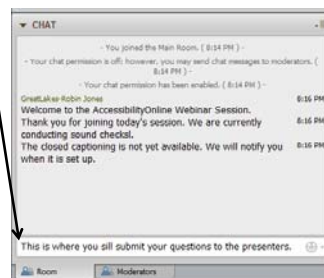 CHAT
- You joined the Main Room. ( 8:14 PM ) -
- Your chat permission is off; however, you may send chat messages to moderators. (
8:14 PM ) -
- Your chat permission has been enabled. ( 8:14 PM ) -
GreatLakes-Robin Jones
Welcome to the AccessibilityOnline Webinar Session. 8:16 PM
Thank you for joining today's session. We are currently 8:16 PM
conducting sound checksl.
The closed captioning is not yet available. We will notify you 8:16 PM
when it is set up.
This is where you sill submit your questions to the presenters.
Room Moderators